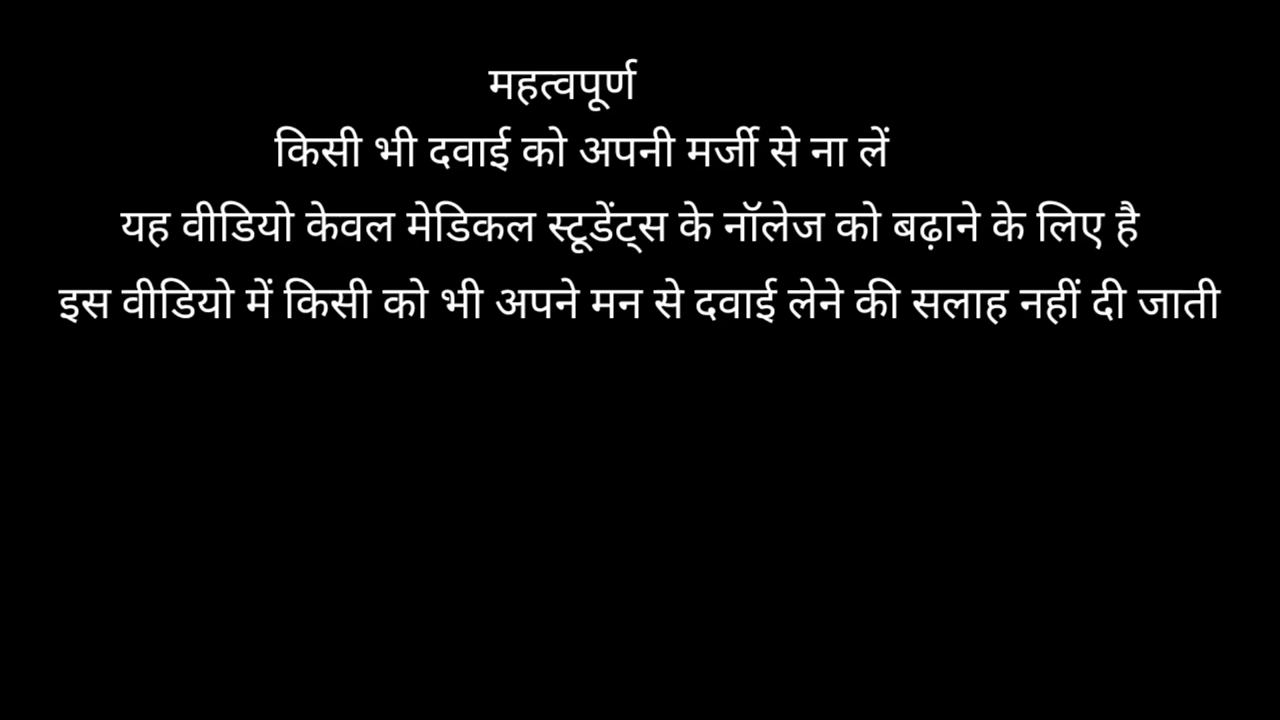 महत्वपूर्ण
किसी भी दवाई को अपनी मर्जी से ना लें
यह वीडियो केवल मेडिकल स्टूडेंट्स के नॉलेज को बढ़ाने के लिए है
इस वीडियो में किसी को भी अपने मन से दवाई लेने की सलाह नहीं दी जाती